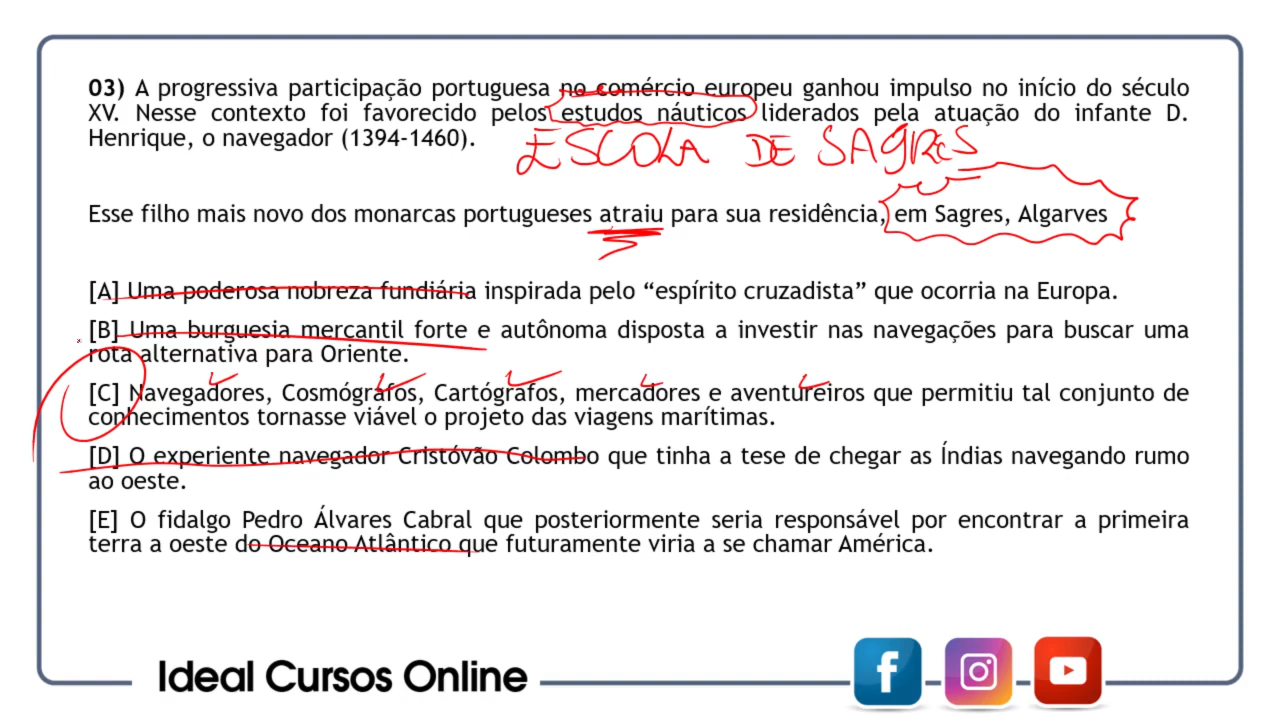 03) A progressiva participação portuguesa no comércio europeu ganhou impulso no início do século
XV. Nesse contexto foi favorecido pelos estudos náuticos liderados pela atuação do infante D.
Henrique, o navegador (1394-1460).
ESCOLA DE SAGRES
Esse filho mais novo dos monarcas portugueses atraiu para sua residência, em Sagres, Algarves
[A] Uma poderosa nobreza fundiária inspirada pelo “espírito cruzadista” que ocorria na Europa.
[B] Uma burguesia mercantil forte e autônoma disposta a investir nas navegações para buscar uma
rota alternativa para Oriente.
[C] Navegadores, Cosmógrafos, Cartógrafos, mercadores e aventureiros que permitiu tal conjunto de
conhecimentos tornasse viável o projeto das viagens marítimas.
[D] O experiente navegador Cristóvão Colombo que tinha a tese de chegar as Índias navegando rumo
ao oeste.
[E] O fidalgo Pedro Álvares Cabral que posteriormente seria responsável por encontrar a primeira
terra a oeste do Oceano Atlântico que futuramente viria a se chamar América.
Ideal Cursos Online